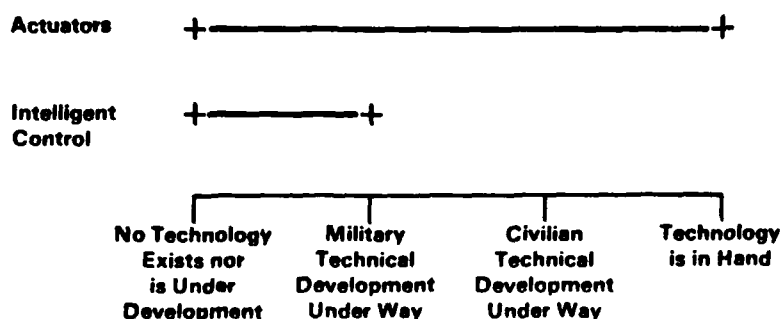 Actuators
Intelligent
Control
No Technology
Exists nor
is Under
Development
Military
Technical
Development
Under Way
Civilian
Technical
Development
Under Way
Technology
is in Hand